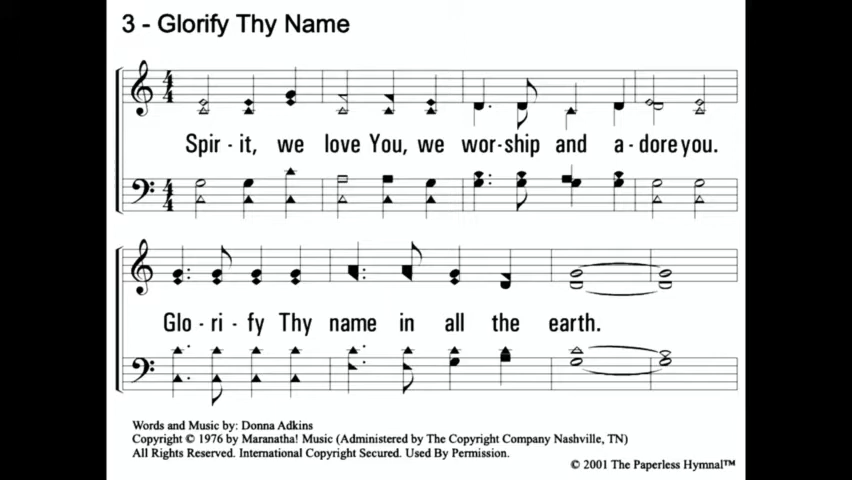 3 - Glorify Thy Name
Spir - it, we love You, we wor-ship and a-dore you.
Glo - ri - fy Thy name in all the earth.
Words and Music by: Donna Adkins
Copyright © 1976 by Maranatha! Music (Administered by The Copyright Company Nashville, TN)
All Rights Reserved. International Copyright Secured. Used By Permission.
© 2001 The Paperless Hymnal™